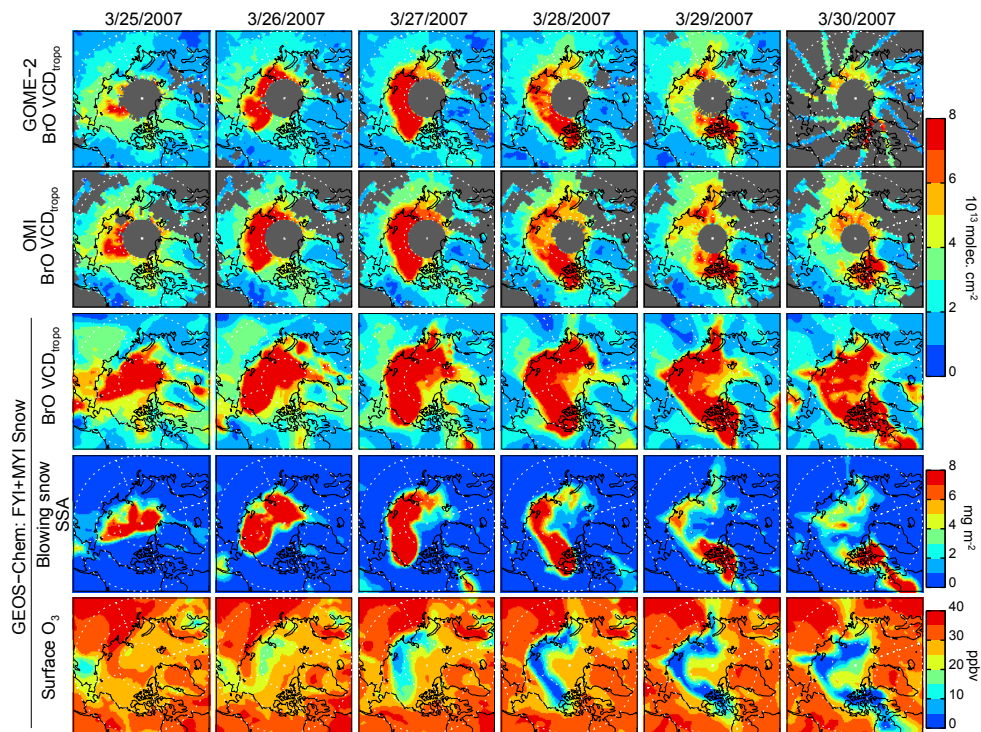 3/25/2007 3/26/2007 3/27/2007 3/28/2007 3/29/2007 3/30/2007
GOME−2
BrO VCDtropo
OMI
BrO VCDtropo
GEOS−Chem: FYI+MYI Snow
BrO VCDtropo
Blowing snow
SSA
Surface O3
8
6
4
2
0
10¹³ molec. cm-2
8
6
4
2
0
mg m-2
40
30
20
10
0
ppbv